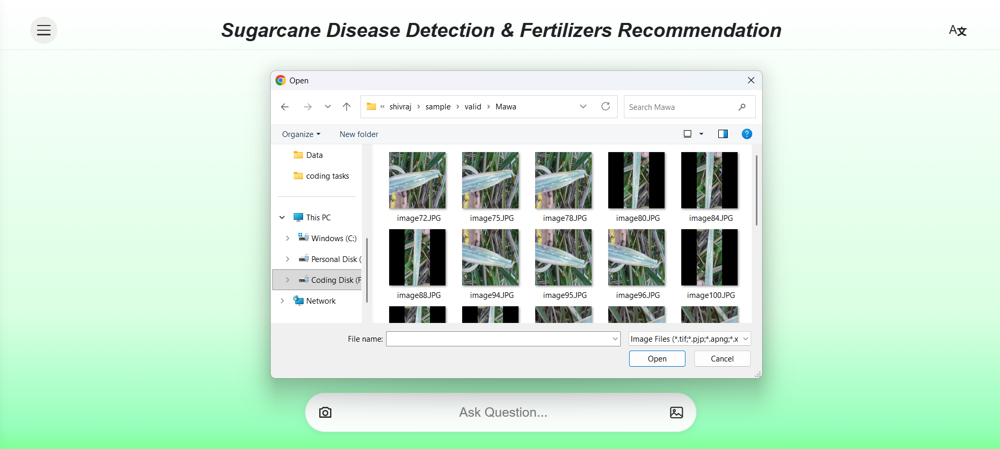 Sugarcane Disease Detection & Fertilizers Recommendation
A文
Open
« shivraj > sample > valid > Mawa
Search Mawa
Organize
New folder
?
Data
coding tasks
This PC
Windows (C:)
Personal Disk (
Coding Disk (F
Network
image72.JPG
image75.JPG
image78.JPG
image80.JPG
image84.JPG
image88.JPG
image94.JPG
image95.JPG
image96.JPG
image100.JPG
File name:
Image Files (*.tif;*.pjp;*.apng;*.x
Open
Cancel
Ask Question...